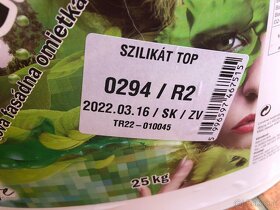 SZILIKÁT TOP
0294 / R2
2022.03.16 / SK / ZV
TR22-010045
fasádna omietka
25 kg